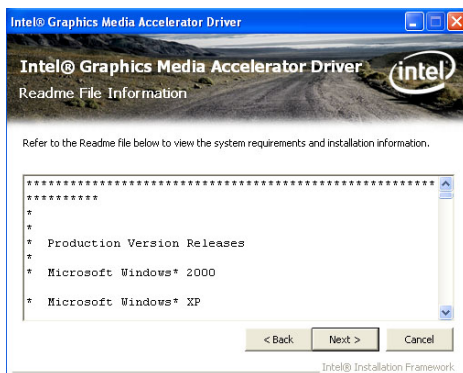 Intel® Graphics Media Accelerator Driver
Intel® Graphics Media Accelerator Driver
intel
Readme File Information
Refer to the Readme file below to view the system requirements and installation information.
********************************************************
**********
*
*
*  Production Version Releases
*
*  Microsoft Windows* 2000
*  Microsoft Windows* XP
< Back
Next >
Cancel
Intel® Installation Framework